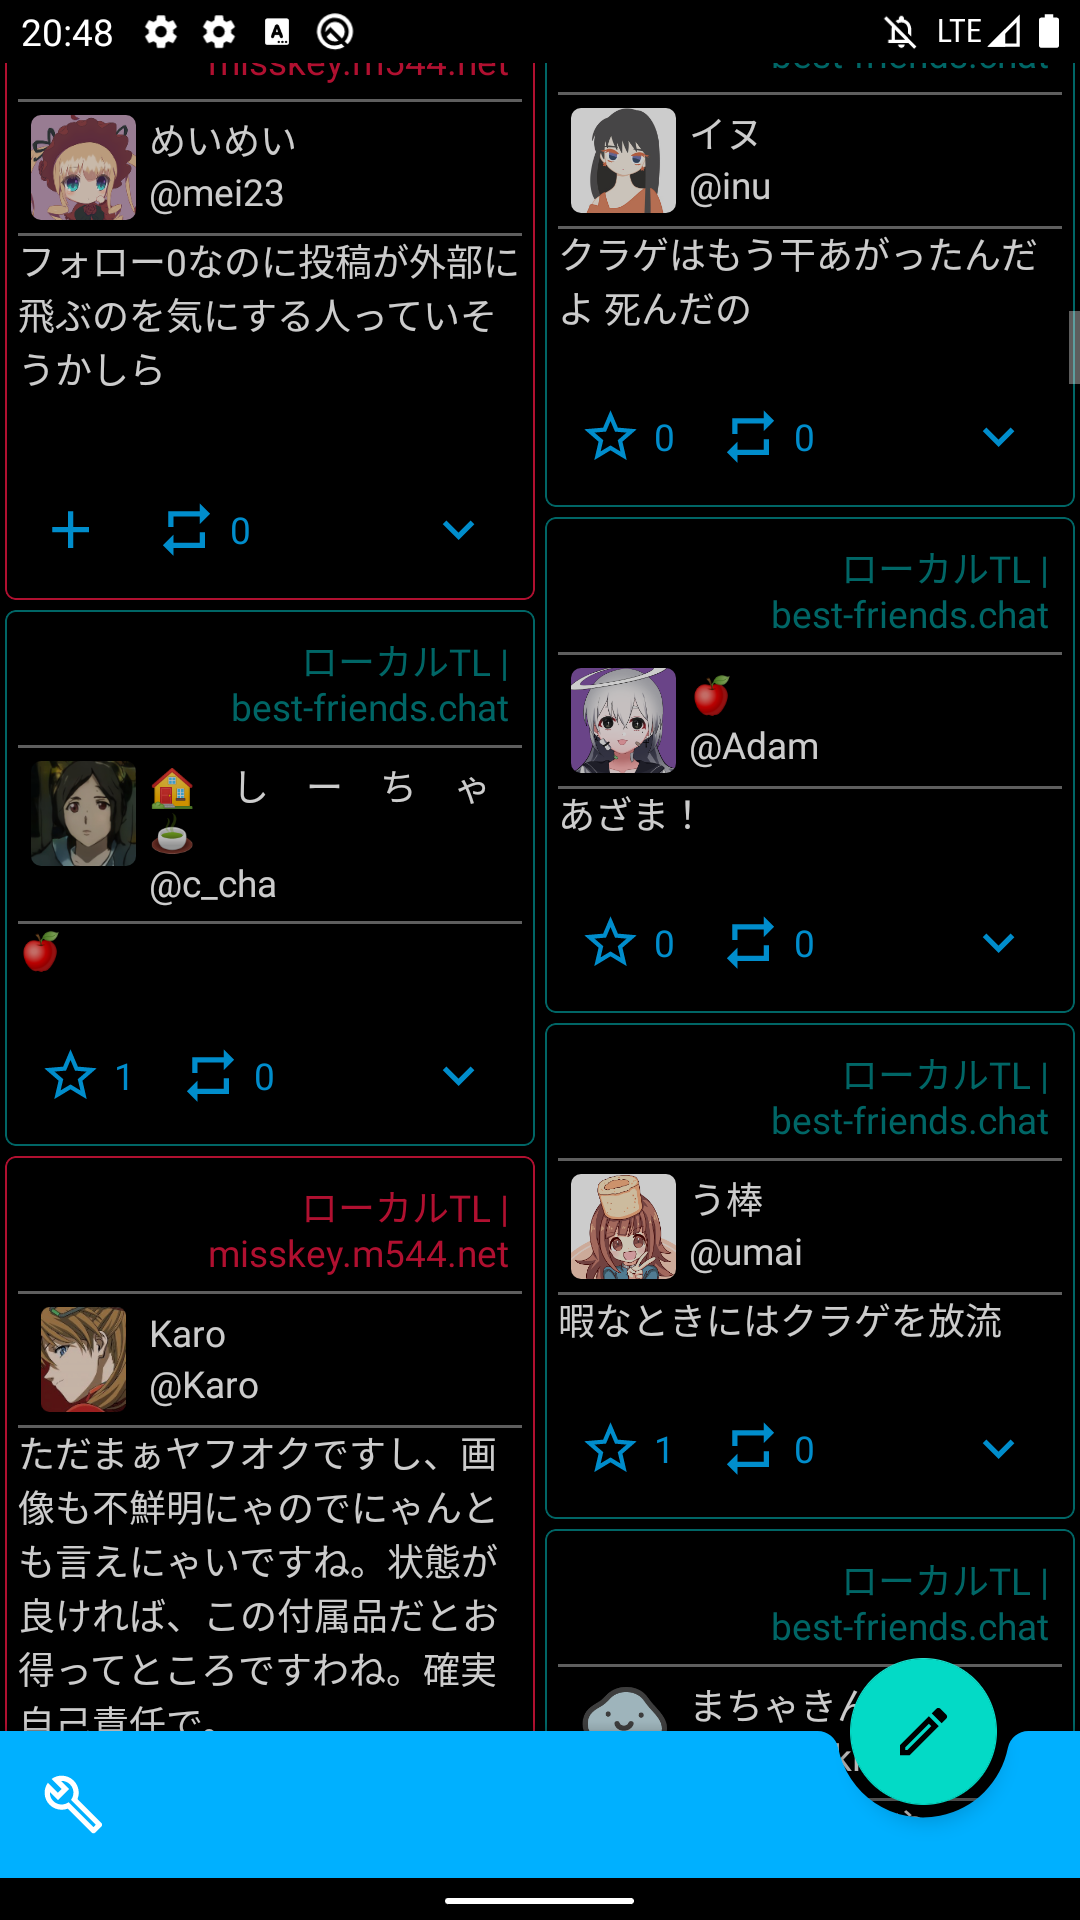 20:48
LTE
misskey.m544.net
めいめい
@mei23
フォロー0なのに投稿が外部に
飛ぶのを気にする人っていそ
うかしら
0
ローカルTL |
best-friends.chat
しーちゃ
@c_cha
1
0
ローカルTL |
misskey.m544.net
Karo
@Karo
ただまぁヤフオクですし、画
像も不鮮明にゃのでにゃんと
も言えにゃいですね。状態が
良ければ、この付属品だとお
得ってところですわね。確実
自己責任で。
best-friends.chat
イヌ
@inu
クラゲはもう干あがったんだ
よ 死んだの
0
0
ローカルTL |
best-friends.chat
@Adam
あざま！
0
0
ローカルTL |
best-friends.chat
う棒
@umai
暇なときにはクラゲを放流
1
0
ローカルTL |
best-friends.chat
まちゃきん